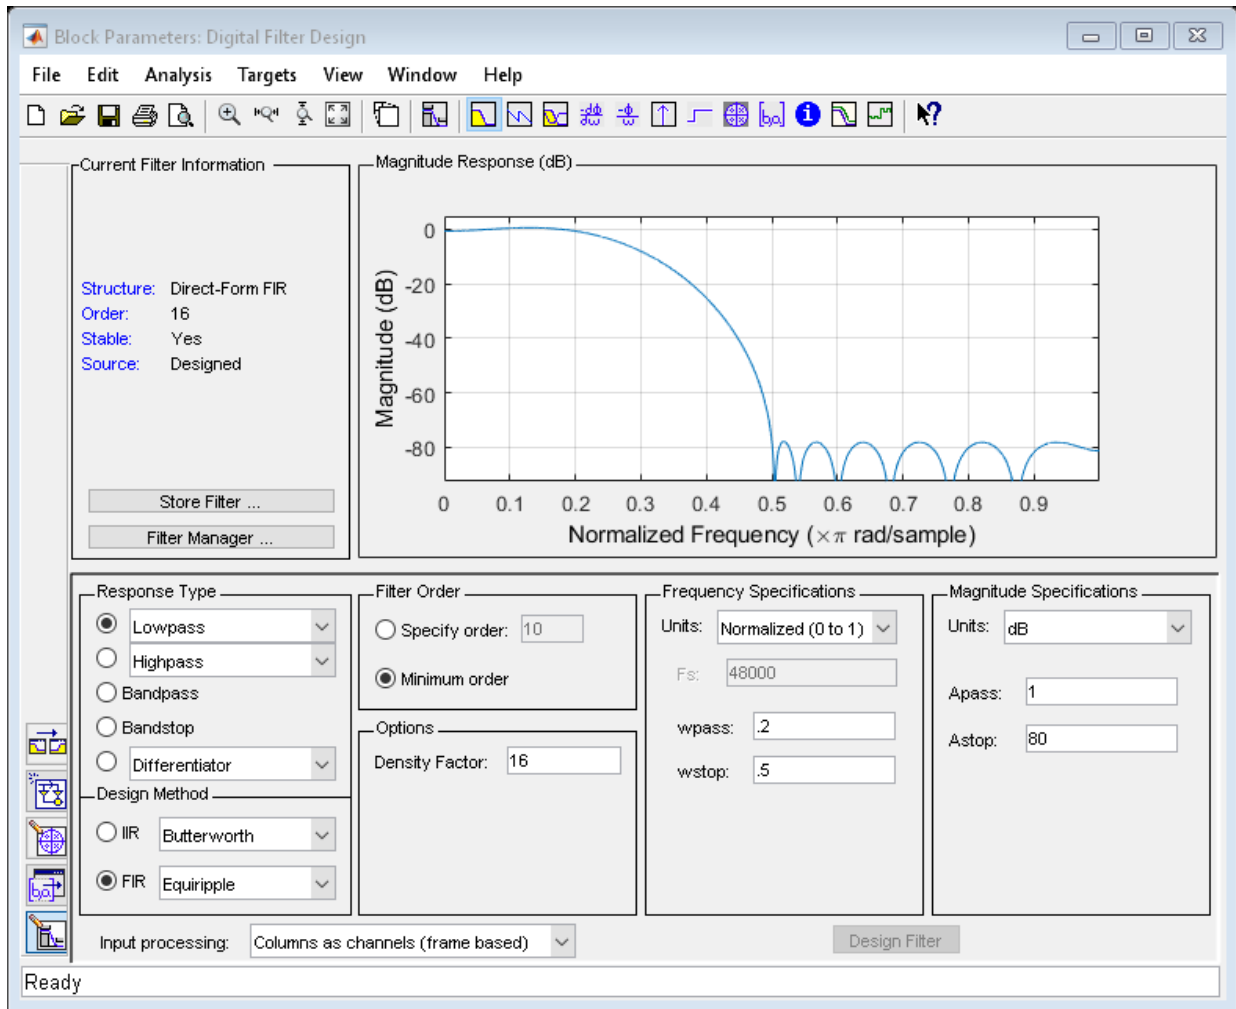 Block Parameters: Digital Filter Design
File Edit Analysis Targets View Window Help
Current Filter Information
Structure: Direct-Form FIR
Order: 16
Stable: Yes
Source: Designed
Store Filter ...
Filter Manager ...
Magnitude Response (dB)
0
-20
-40
-60
-80
Magnitude (dB)
0 0.1 0.2 0.3 0.4 0.5 0.6 0.7 0.8 0.9
Normalized Frequency (×π rad/sample)
Response Type
Lowpass
Highpass
Bandpass
Bandstop
Differentiator
Design Method
IIR Butterworth
FIR Equiripple
Filter Order
Specify order: 10
Minimum order
Options
Density Factor: 16
Frequency Specifications
Units: Normalized (0 to 1)
Fs: 48000
wpass: .2
wstop: .5
Magnitude Specifications
Units: dB
Apass: 1
Astop: 80
Input processing: Columns as channels (frame based)
Design Filter
Ready